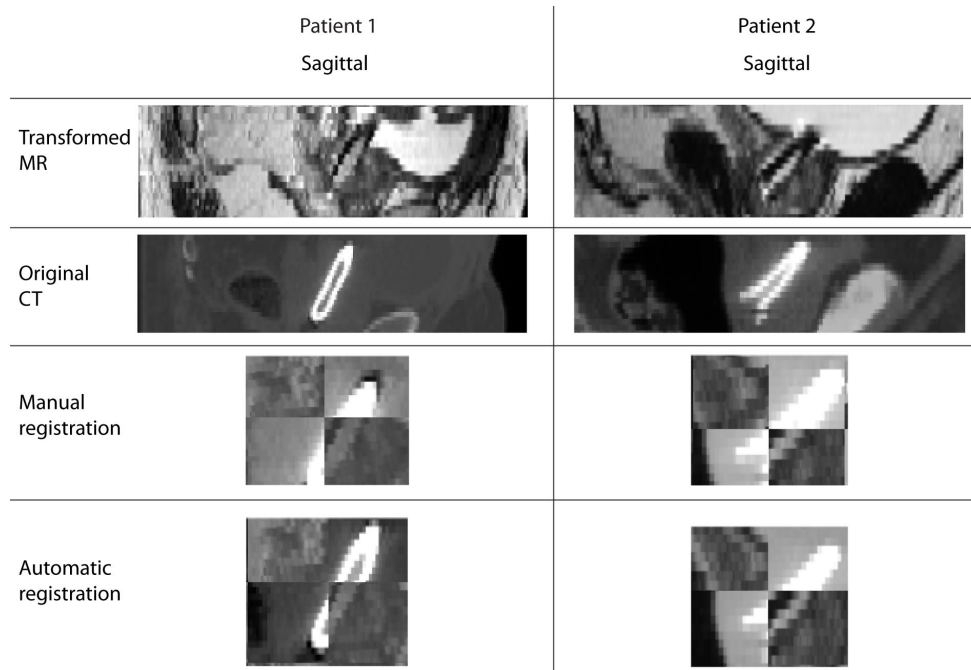 Patient 1
Sagittal
Patient 2
Sagittal
Transformed
MR
Original
CT
Manual
registration
Automatic
registration